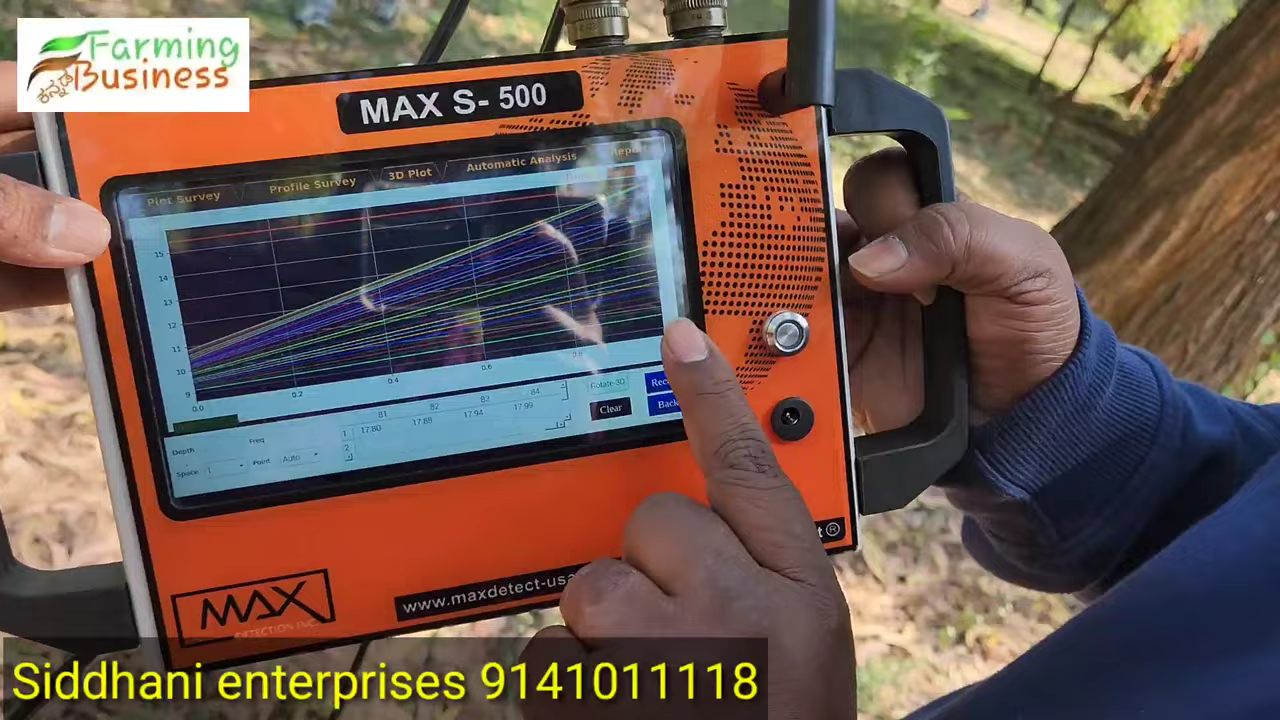 Farming
ಕನ್ನಡ Business
MAX S- 500
Plot Survey Profile Survey 3D Plot Automatic Analysis
15
14
13
12
11
10
9
0.0 0.2 0.4 0.6 0.8
Rotate-3D
Clear Back
Depth Freq
Space Point Auto
81 82 82 84
1 17.80 17.88 17.94 17.99
2
MAX
DETECTION INC.
www.maxdetect-usa
t®
Siddhani enterprises 9141011118